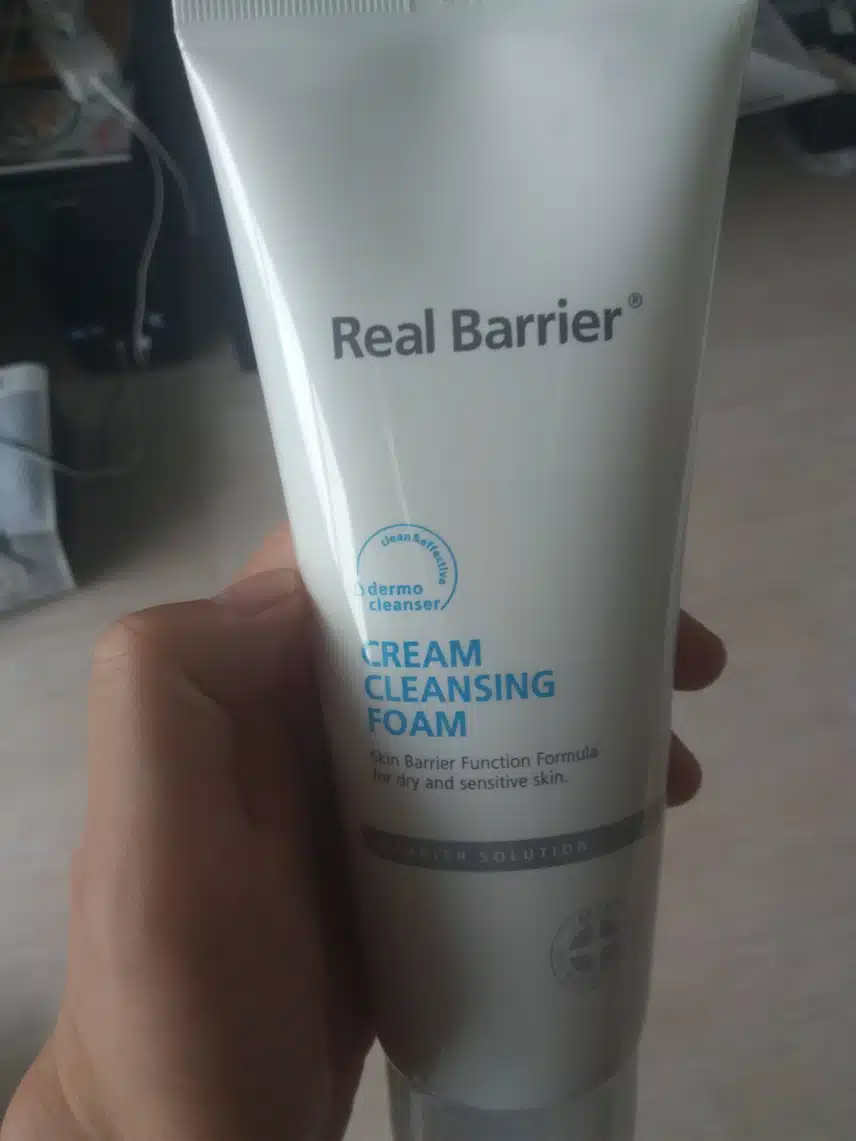 Real Barrier®
clean&effective
dermo
cleanser
CREAM
CLEANSING
FOAM
Skin Barrier Function Formula
for dry and sensitive skin.
BARRIER SOLUTION